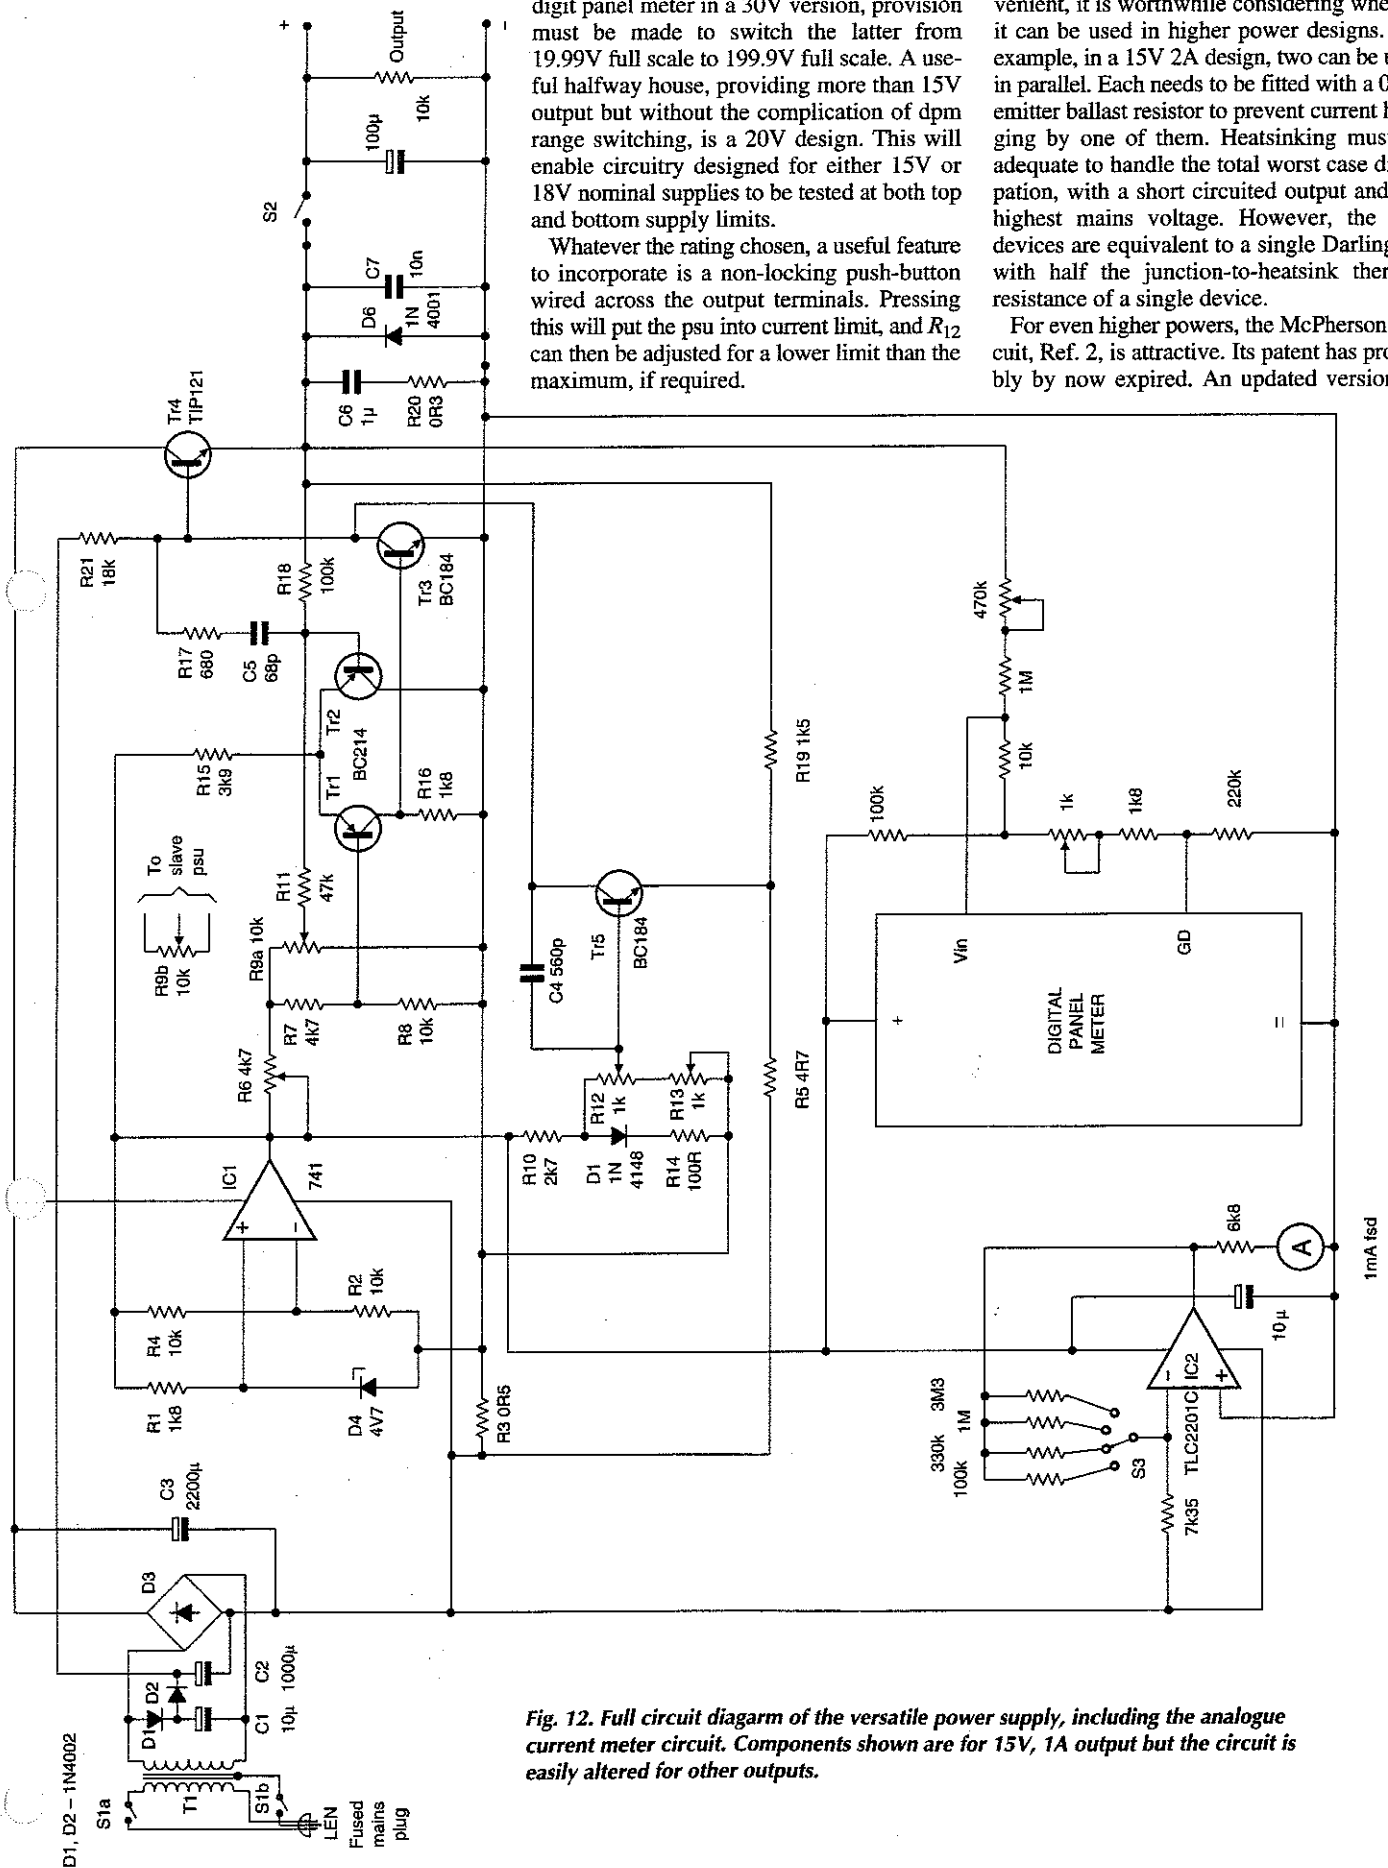 digit panel meter in a 30V version, provision
must be made to switch the latter from
19.99V full scale to 199.9V full scale. A use-
ful halfway house, providing more than 15V
output but without the complication of dpm
range switching, is a 20V design. This will
enable circuitry designed for either 15V or
18V nominal supplies to be tested at both top
and bottom supply limits.
Whatever the rating chosen, a useful feature
to incorporate is a non-locking push-button
wired across the output terminals. Pressing
this will put the psu into current limit, and R12
can then be adjusted for a lower limit than the
maximum, if required.
venient, it is worthwhile considering
it can be used in higher power designs.
example, in a 15V 2A design, two can be
in parallel. Each needs to be fitted with a
emitter ballast resistor to prevent current
ging by one of them. Heatsinking
adequate to handle the total worst case
pation, with a short circuited output and
highest mains voltage. However, the
devices are equivalent to a single
with half the junction-to-heatsink
resistance of a single device.
For even higher powers, the McPherson
cuit, Ref. 2, is attractive. Its patent has
bly by now expired. An updated version
D1, D2 – 1N4002
S1a
T1
S1b
LEN
Fused
mains
plug
D1
D2
C1
10µ
C2
1000µ
D3
C3
2200µ
R1
1k8
R4
10k
D4
4V7
R2
10k
R3 0R5
+
–
IC1
741
R6 4k7
R7
4k7
R8
10k
R9a 10k
R9b
10k
To
slave
psu
R11
47k
R15
3k9
Tr1
Tr2
BC214
R16
1k8
R17
680
C5
68p
R18
100k
R21
18k
Tr3
BC184
Tr4
TIP121
C6
1µ
R20
0R3
D6
1N
4001
C7
10n
S2
100µ
10k
Output
+
–
R10
2k7
D1
1N
4148
R14
100R
R12
1k
R13
1k
C4 560p
Tr5
BC184
R5 4R7
R19 1k5
470k
1M
10k
100k
1k
1k8
220k
Vin
GD
+
=
DIGITAL
PANEL
METER
3M3
1M
330k
100k
S3
7k35
TLC2201C
IC2
–
+
10µ
6k8
A
1mA fsd
Fig. 12. Full circuit diagarm of the versatile power supply, including the analogue
current meter circuit. Components shown are for 15V, 1A output but the circuit is
easily altered for other outputs.